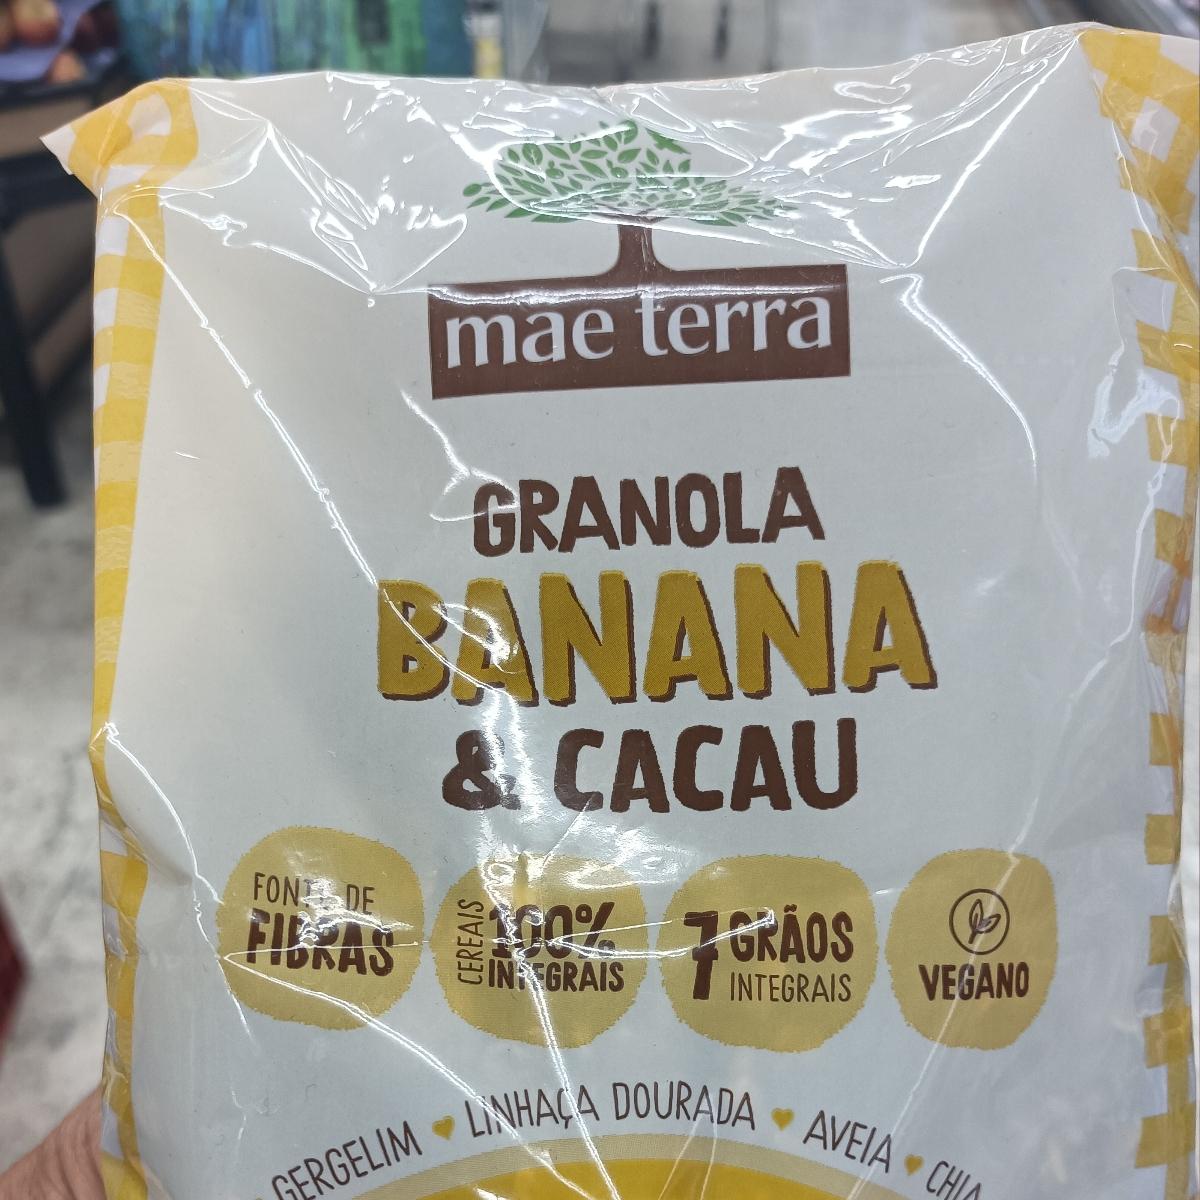 mae terra
GRANOLA
BANANA
& CACAU
FONTE DE
FIBRAS
CEREAIS
100%
INTEGRAIS
7 GRÃOS
INTEGRAIS
VEGANO
GERGELIM LINHAÇA DOURADA AVEIA CHIA